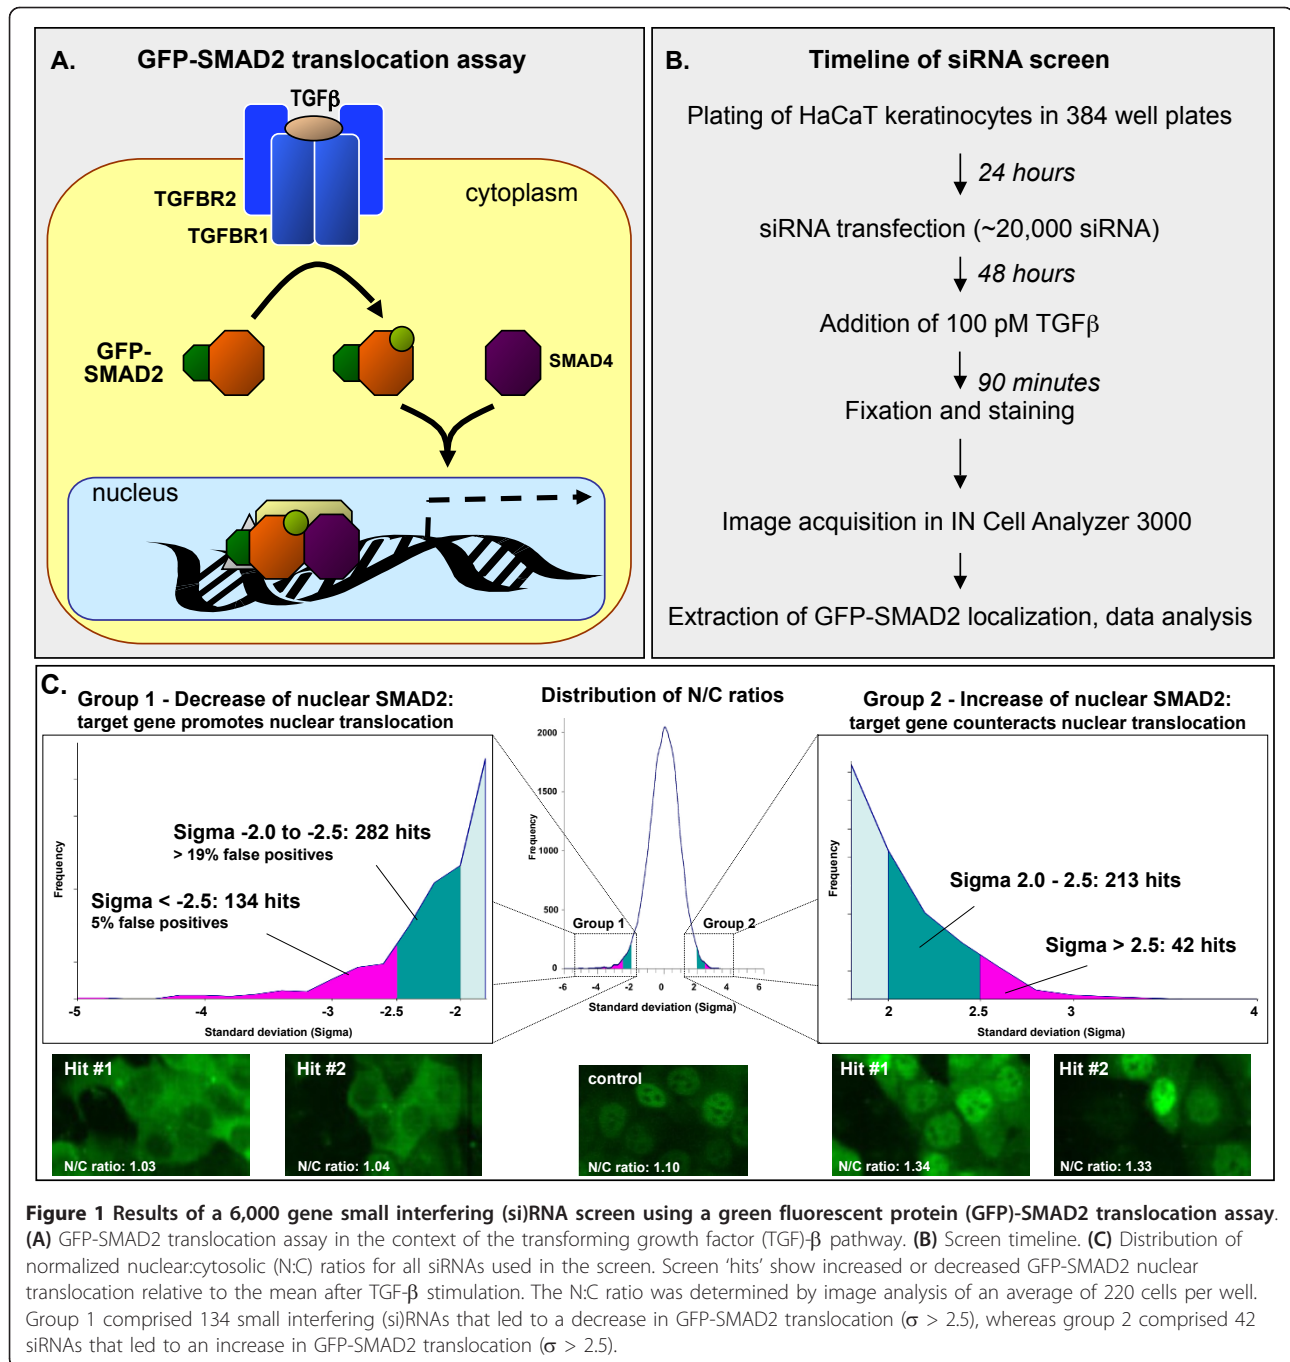 A.
GFP-SMAD2 translocation assay
TGFβ
cytoplasm
TGFBR2
TGFBR1
GFP-
SMAD2
SMAD4
nucleus
B.
Timeline of siRNA screen
Plating of HaCaT keratinocytes in 384 well plates
24 hours
siRNA transfection (~20,000 siRNA)
48 hours
Addition of 100 pM TGFβ
90 minutes
Fixation and staining
Image acquisition in IN Cell Analyzer 3000
Extraction of GFP-SMAD2 localization, data analysis
C.
Group 1 - Decrease of nuclear SMAD2:
target gene promotes nuclear translocation
Frequency
Sigma -2.0 to -2.5: 282 hits
> 19% false positives
Sigma < -2.5: 134 hits
5% false positives
-5 -4 -3 -2.5 -2
Standard deviation (Sigma)
Distribution of N/C ratios
2000
1500
1000
500
0
Frequency
Group 1
Group 2
-6 -4 -2 0 2 4 6
Standard deviation (Sigma)
Group 2 - Increase of nuclear SMAD2:
target gene counteracts nuclear translocation
Frequency
Sigma 2.0 - 2.5: 213 hits
Sigma > 2.5: 42 hits
2 2.5 3 4
Standard deviation (Sigma)
Hit #1
N/C ratio: 1.03
Hit #2
N/C ratio: 1.04
control
N/C ratio: 1.10
Hit #1
N/C ratio: 1.34
Hit #2
N/C ratio: 1.33
Figure 1 Results of a 6,000 gene small interfering (si)RNA screen using a green fluorescent protein (GFP)-SMAD2 translocation assay.
(A) GFP-SMAD2 translocation assay in the context of the transforming growth factor (TGF)-β pathway. (B) Screen timeline. (C) Distribution of
normalized nuclear:cytosolic (N:C) ratios for all siRNAs used in the screen. Screen ‘hits’ show increased or decreased GFP-SMAD2 nuclear
translocation relative to the mean after TGF-β stimulation. The N:C ratio was determined by image analysis of an average of 220 cells per well.
Group 1 comprised 134 small interfering (si)RNAs that led to a decrease in GFP-SMAD2 translocation (σ > 2.5), whereas group 2 comprised 42
siRNAs that led to an increase in GFP-SMAD2 translocation (σ > 2.5).